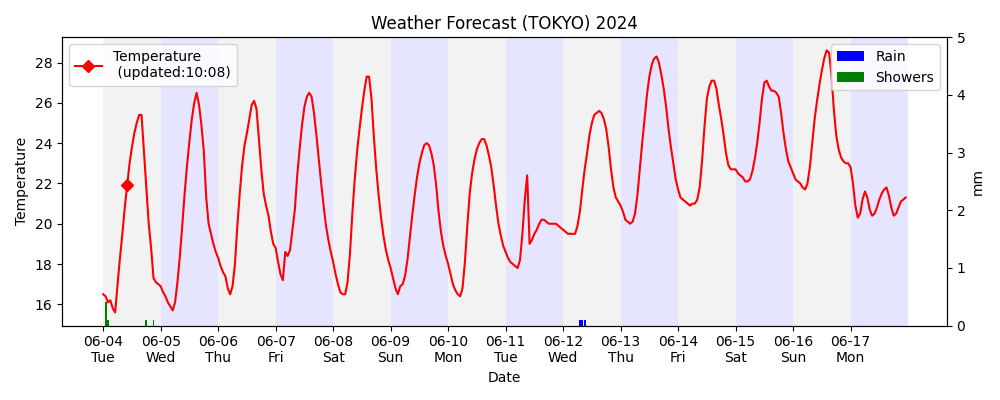 Weather Forecast (TOKYO) 2024
Temperature
(updated:10:08)
Rain
Showers
Temperature
28
26
24
22
20
18
16
5
4
3
2
1
0
mm
06-04 06-05 06-06 06-07 06-08 06-09 06-10 06-11 06-12 06-13 06-14 06-15 06-16 06-17
Tue Wed Thu Fri Sat Sun Mon Tue Wed Thu Fri Sat Sun Mon
Date